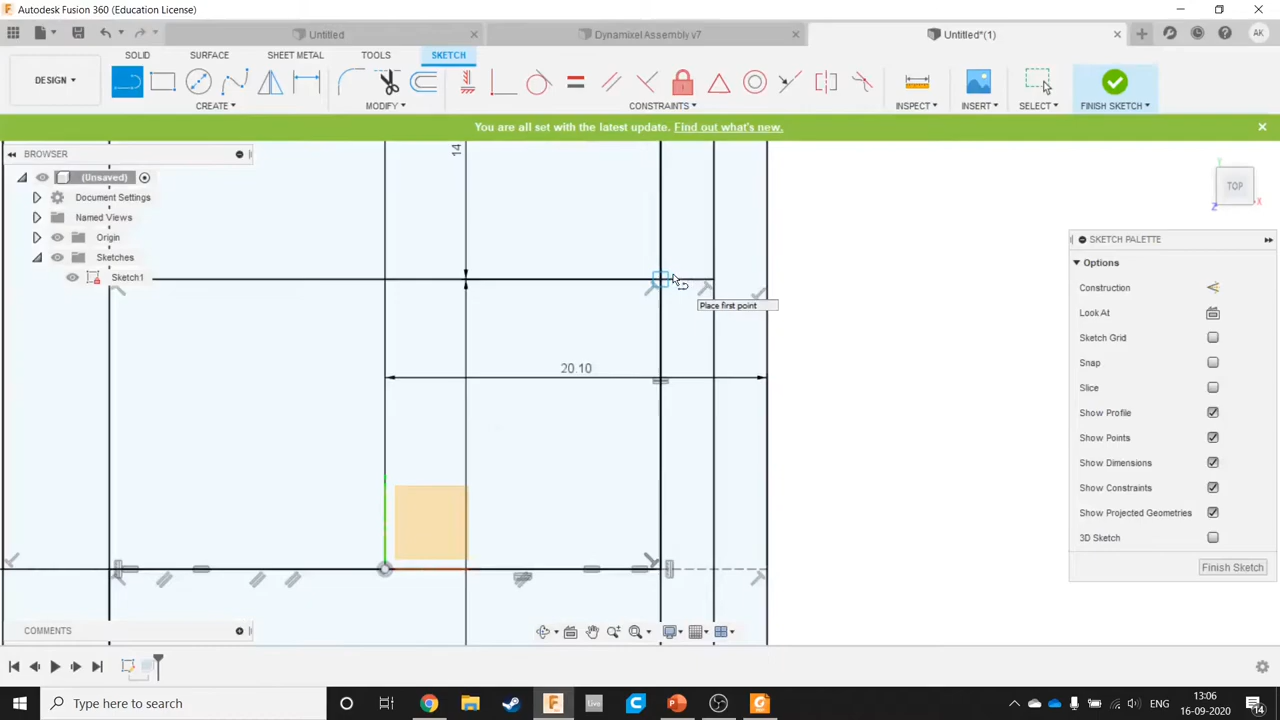 Autodesk Fusion 360 (Education License)
Untitled
Dynamixel Assembly v7
Untitled*(1)
AK
DESIGN
SOLID
SURFACE
SHEET METAL
TOOLS
SKETCH
CREATE
MODIFY
CONSTRAINTS
INSPECT
INSERT
SELECT
FINISH SKETCH
You are all set with the latest update. Find out what's new.
BROWSER
(Unsaved)
Document Settings
Named Views
Origin
Sketches
Sketch1
14
Place first point
20.10
Y
TOP
X
Z
SKETCH PALETTE
Options
Construction
Look At
Sketch Grid
Snap
Slice
Show Profile
Show Points
Show Dimensions
Show Constraints
Show Projected Geometries
3D Sketch
Finish Sketch
COMMENTS
Type here to search
Live
ENG
13:06
16-09-2020
14